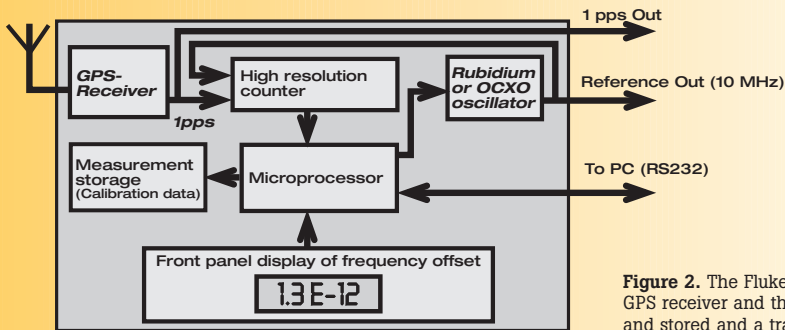 1 pps Out
GPS-
Receiver
High resolution
counter
Rubidium
or OCXO
oscillator
Reference Out (10 MHz)
1pps
Measurement
storage
(Calibration data)
Microprocessor
To PC (RS232)
Front panel display of frequency offset
1.3E-12
Figure 2. The Fluke
GPS receiver and th
and stored and a tra